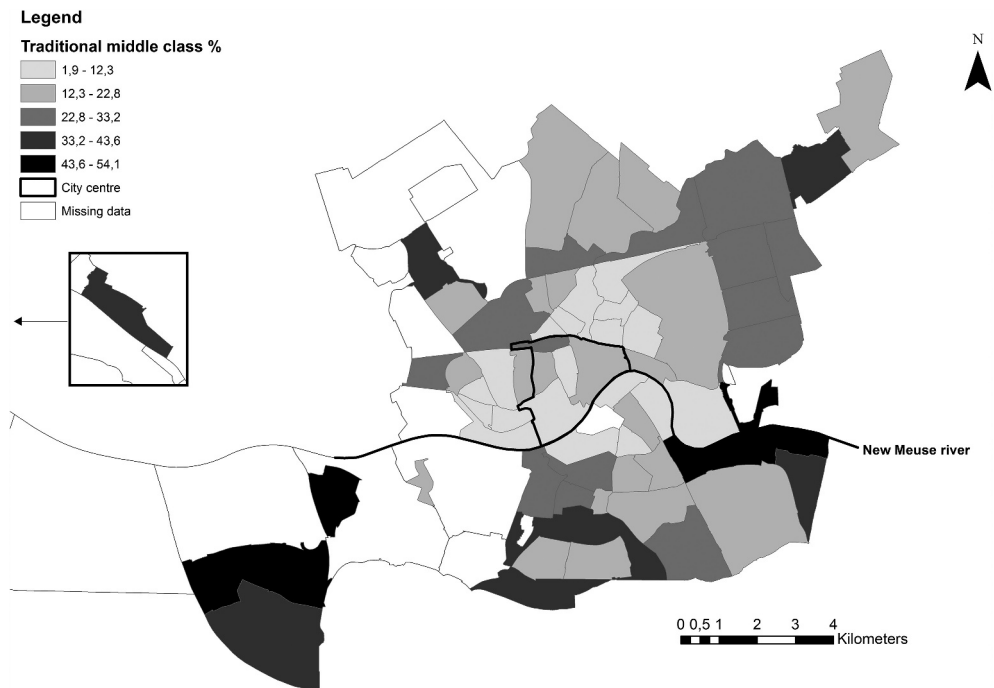 Legend
Traditional middle class %
1,9 - 12,3
12,3 - 22,8
22,8 - 33,2
33,2 - 43,6
43,6 - 54,1
City centre
Missing data
N
New Meuse river
0 0,5 1 2 3 4
Kilometers